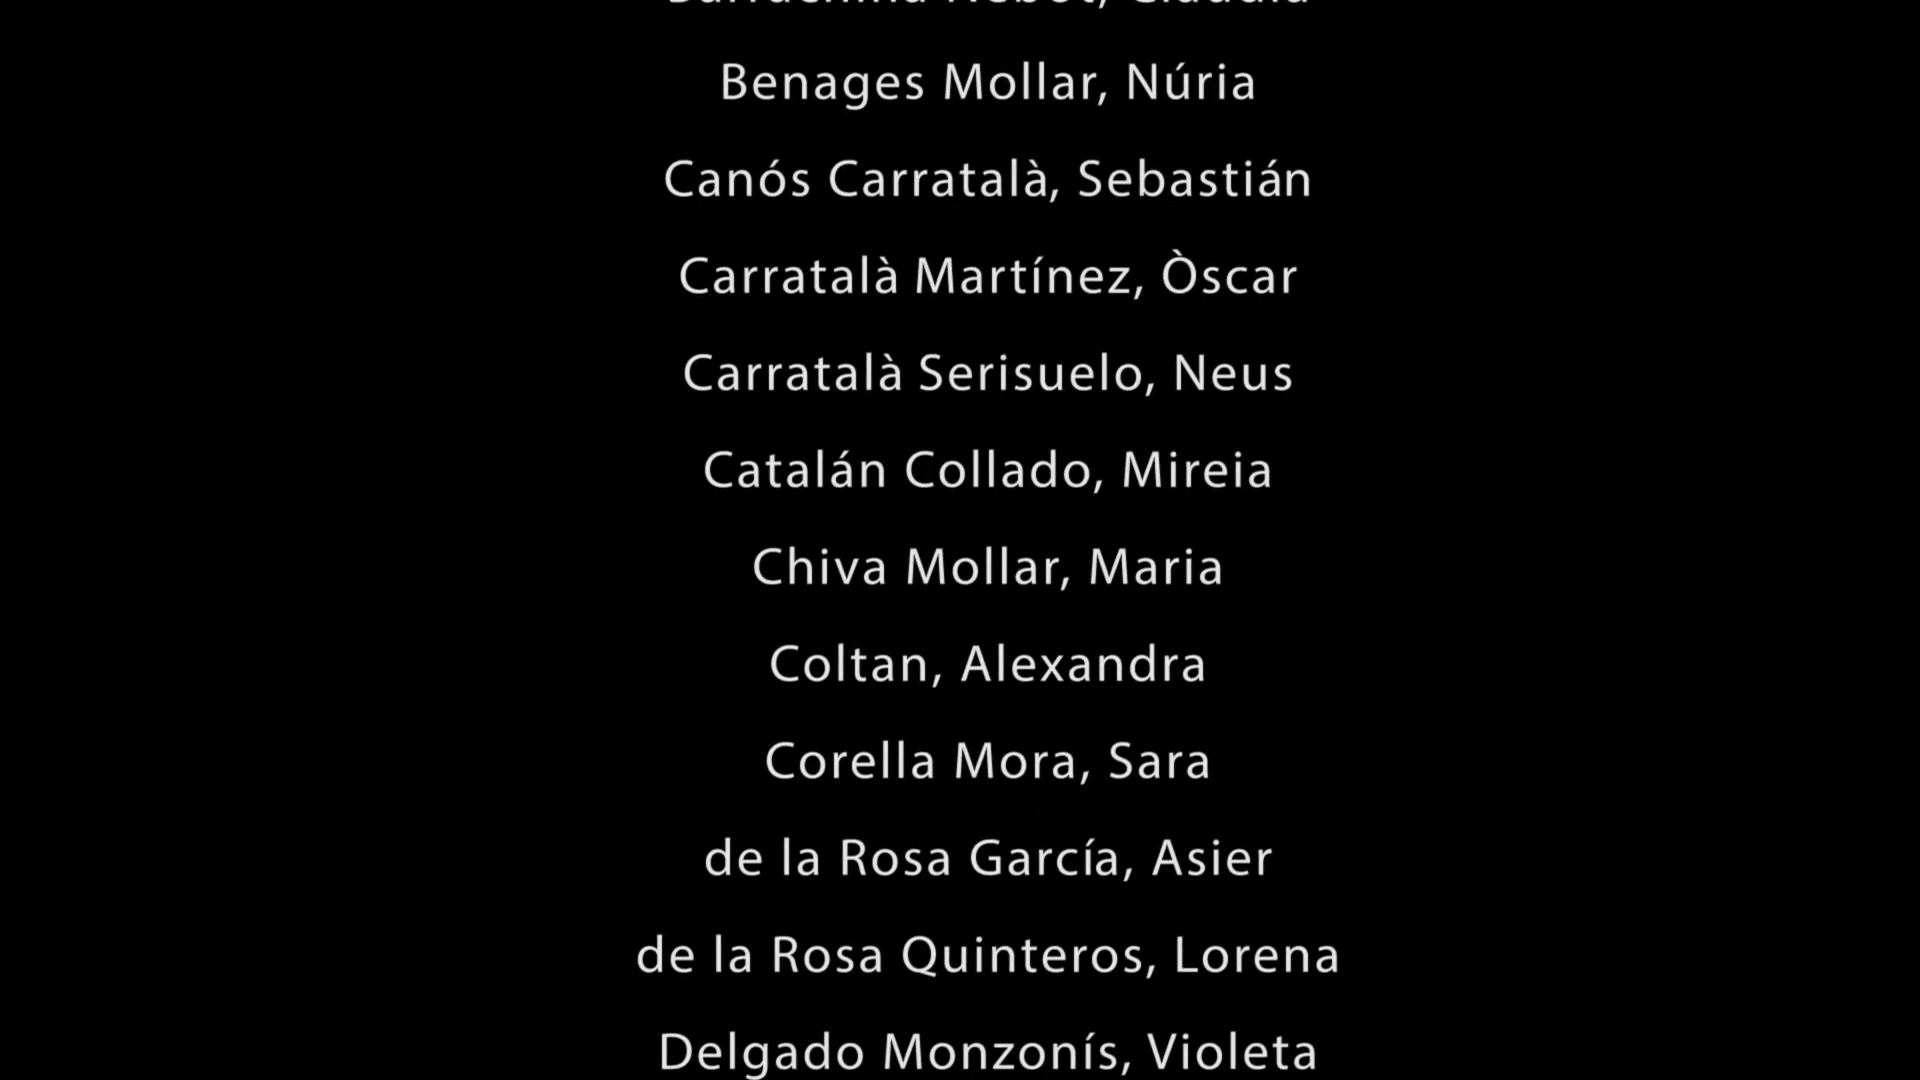 Benages Mollar, Núria
Canós Carratalà, Sebastián
Carratalà Martínez, Òscar
Carratalà Serisuelo, Neus
Catalán Collado, Mireia
Chiva Mollar, Maria
Coltan, Alexandra
Corella Mora, Sara
de la Rosa García, Asier
de la Rosa Quinteros, Lorena
Delgado Monzonís, Violeta